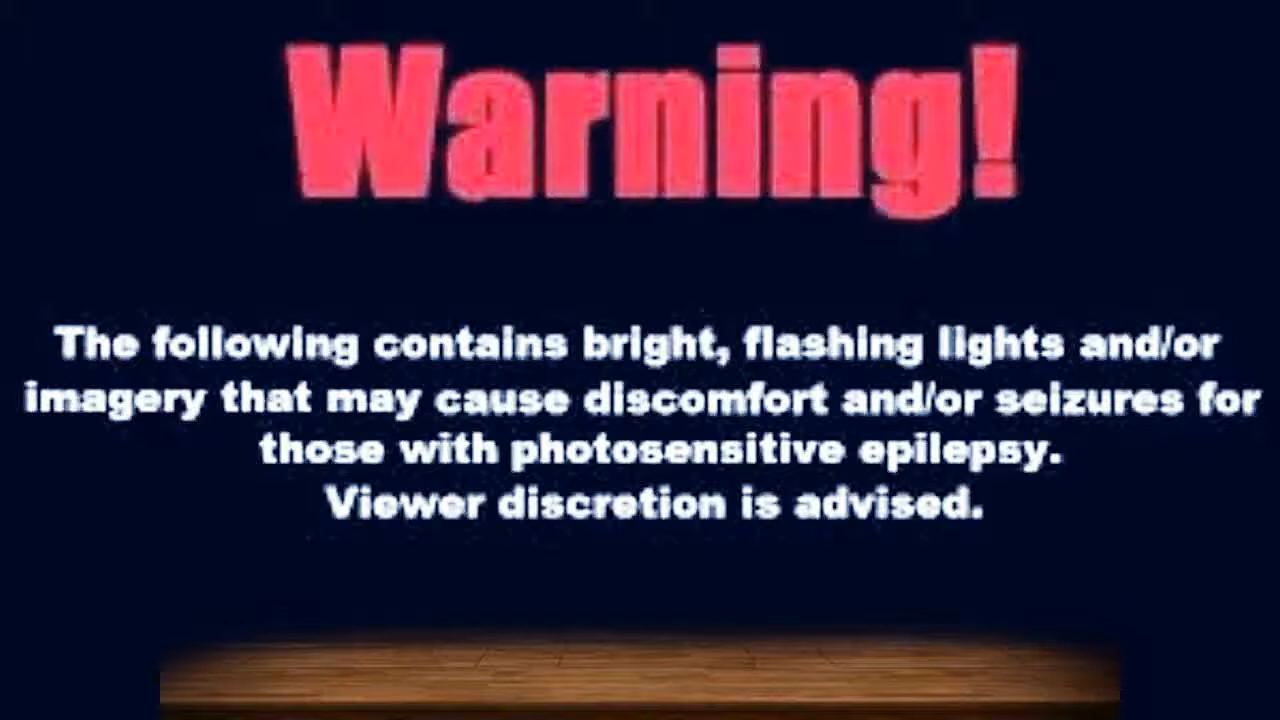 Warning!
The following contains bright, flashing lights and/or
imagery that may cause discomfort and/or seizures for
those with photosensitive epilepsy.
Viewer discretion is advised.